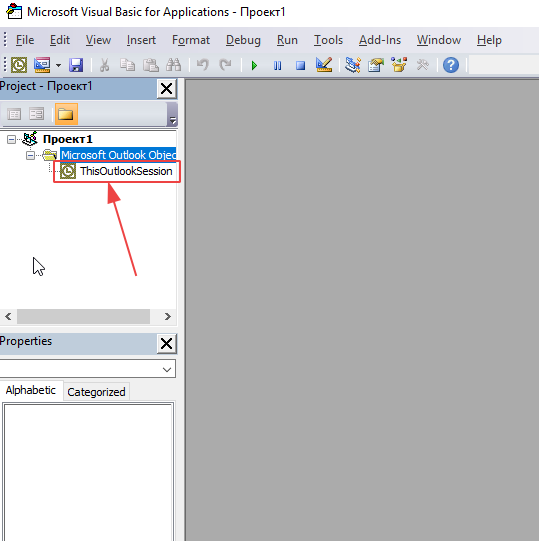 Microsoft Visual Basic for Applications - Проект1
File Edit View Insert Format Debug Run Tools Add-Ins Window Help
Project - Проект1
Проект1
Microsoft Outlook Objec
ThisOutlookSession
Properties
Alphabetic Categorized